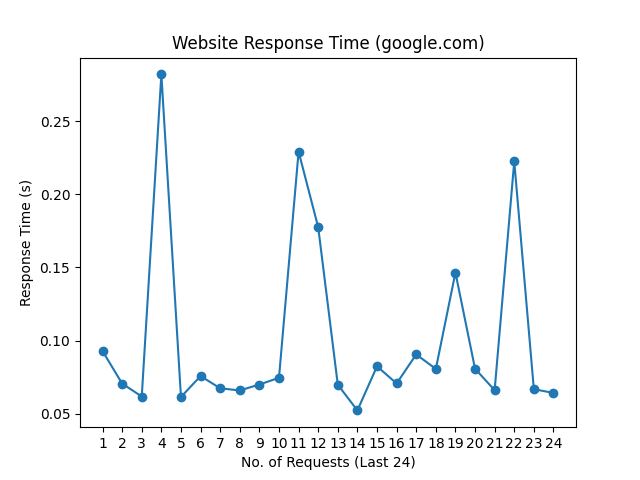 Website Response Time (google.com)
0.25
0.20
0.15
0.10
0.05
Response Time (s)
1 2 3 4 5 6 7 8 9 10 11 12 13 14 15 16 17 18 19 20 21 22 23 24
No. of Requests (Last 24)